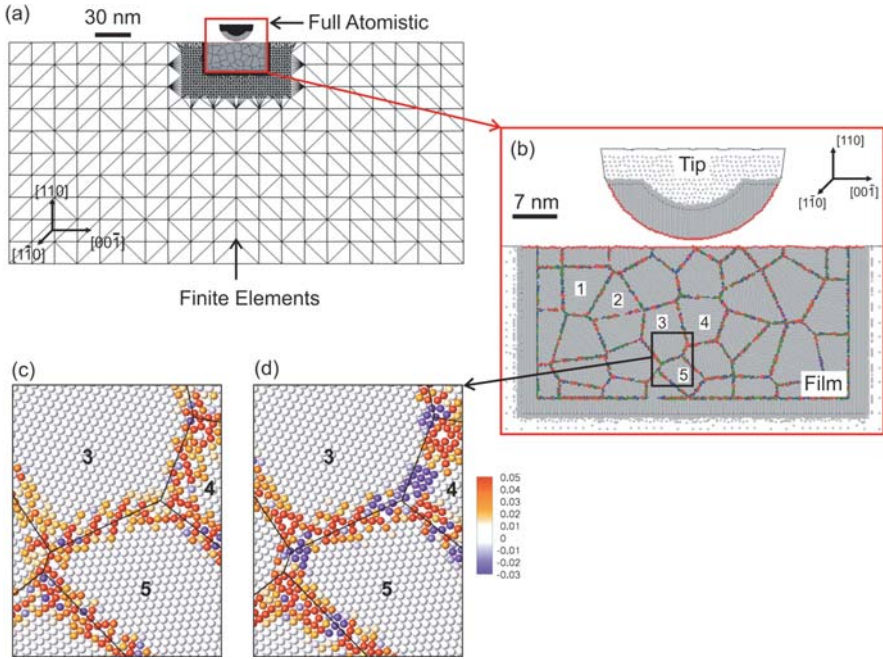 (a)
30 nm
Full Atomistic
[110]
[11̄0]
[001̄]
Finite Elements
(b)
Tip
[110]
[11̄0]
[001̄]
7 nm
1
2
3
4
5
Film
(c)
3
4
5
(d)
3
4
5
0.05
0.04
0.03
0.02
0.01
0
-0.01
-0.02
-0.03